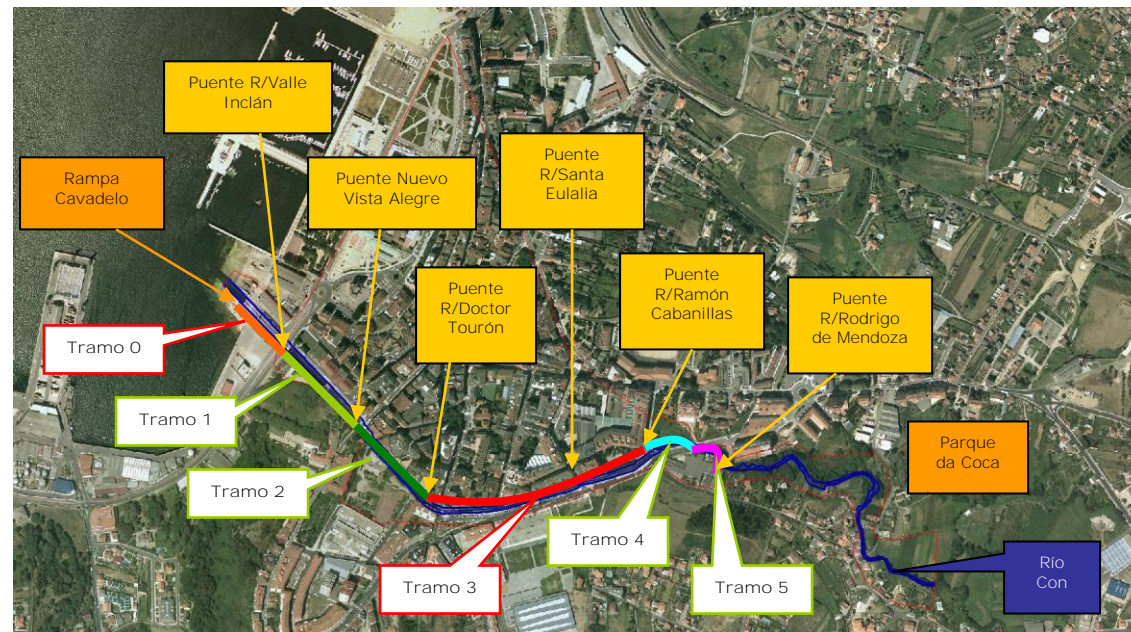 Puente R/Valle
Inclán
Rampa
Cavadelo
Puente Nuevo
Vista Alegre
Puente
R/Santa
Eulalia
Puente
R/Doctor
Tourón
Puente
R/Ramón
Cabanillas
Puente
R/Rodrigo
de Mendoza
Tramo 0
Tramo 1
Tramo 2
Tramo 3
Tramo 4
Tramo 5
Parque
da Coca
Río
Con